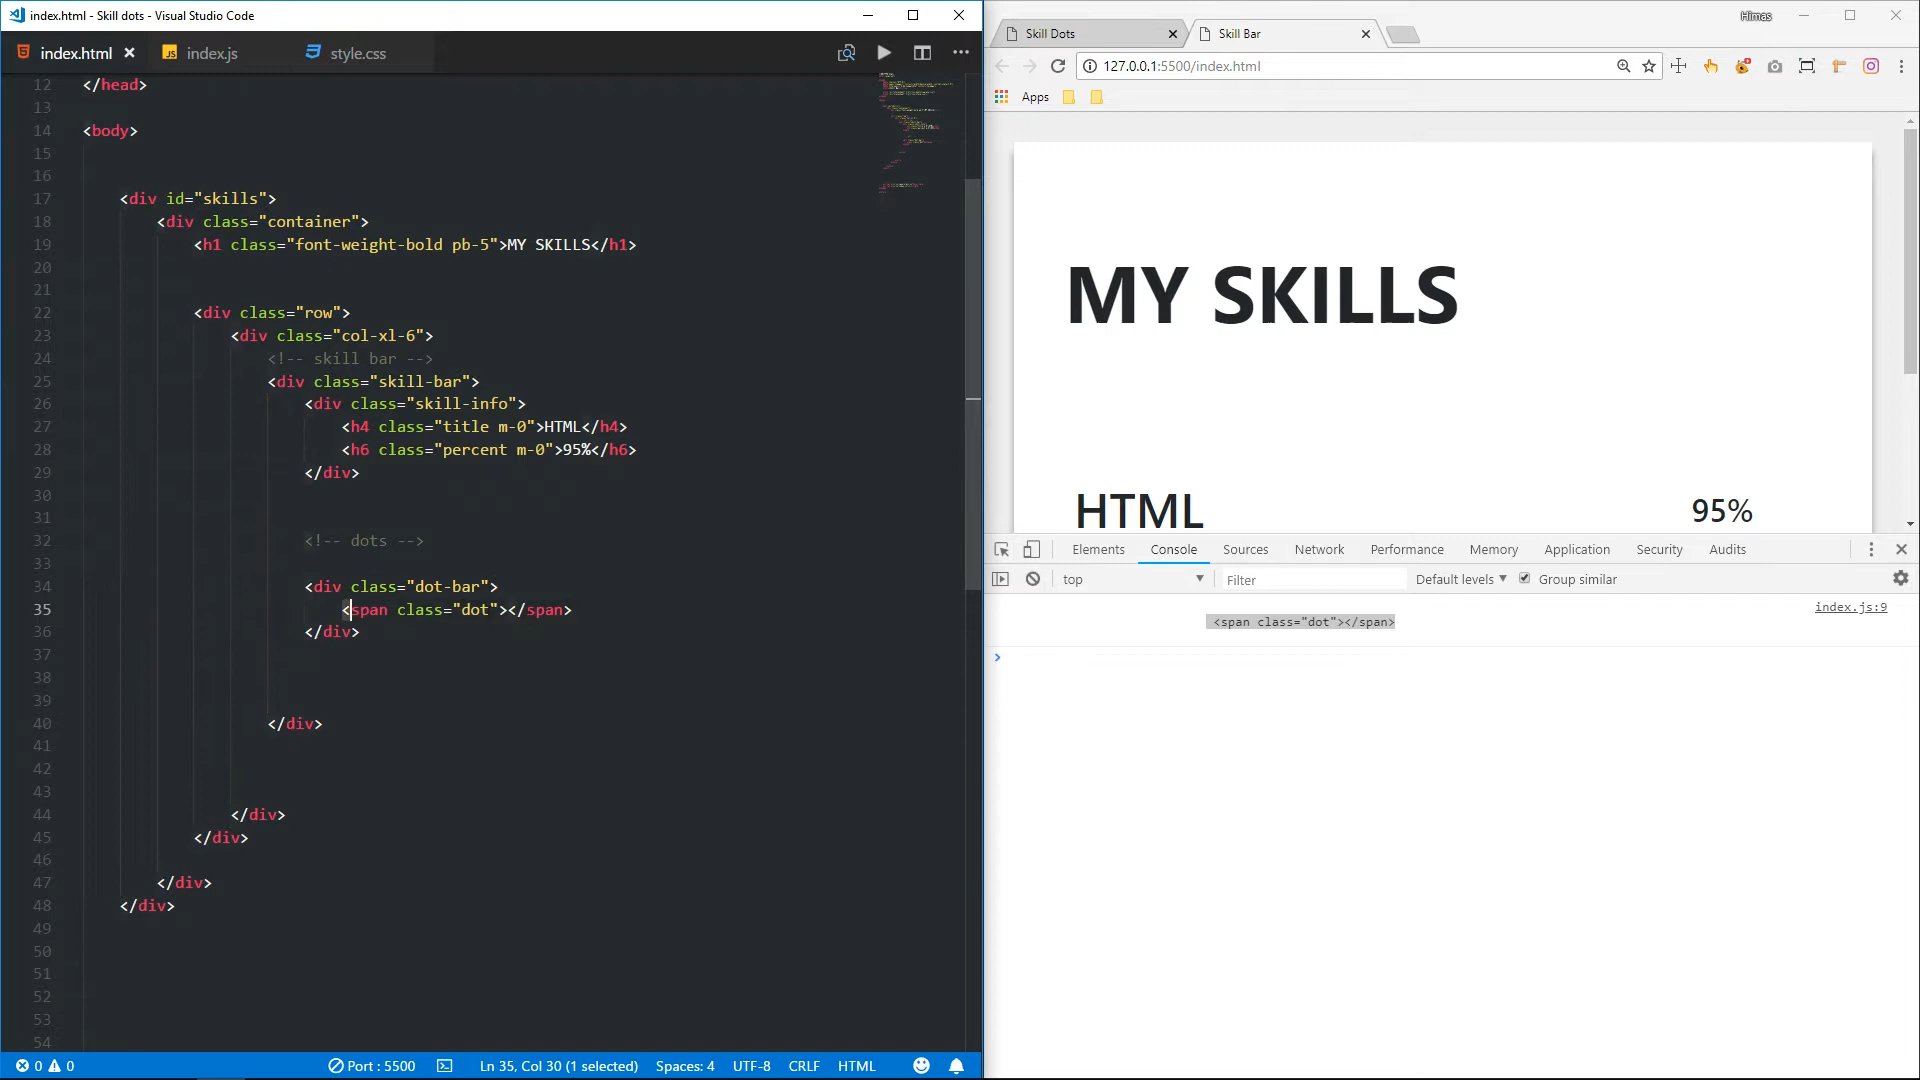 index.html - Skill dots - Visual Studio Code
index.html
JS index.js
style.css
12 </head>
13
14 <body>
15
16
17 <div id="skills">
18 <div class="container">
19 <h1 class="font-weight-bold pb-5">MY SKILLS</h1>
20
21
22 <div class="row">
23 <div class="col-xl-6">
24 <!-- skill bar -->
25 <div class="skill-bar">
26 <div class="skill-info">
27 <h4 class="title m-0">HTML</h4>
28 <h6 class="percent m-0">95%</h6>
29 </div>
30
31
32 <!-- dots -->
33
34 <div class="dot-bar">
35 <span class="dot"></span>
36 </div>
37
38
39
40 </div>
41
42
43
44 </div>
45 </div>
46
47 </div>
48 </div>
49
50
51
52
53
54
0 0 Port : 5500 Ln 35, Col 30 (1 selected) Spaces: 4 UTF-8 CRLF HTML
Himas
Skill Dots
Skill Bar
127.0.0.1:5500/index.html
Apps
MY SKILLS
HTML 95%
Elements Console Sources Network Performance Memory Application Security Audits
top Filter Default levels Group similar
index.js:9
<span class="dot"></span>